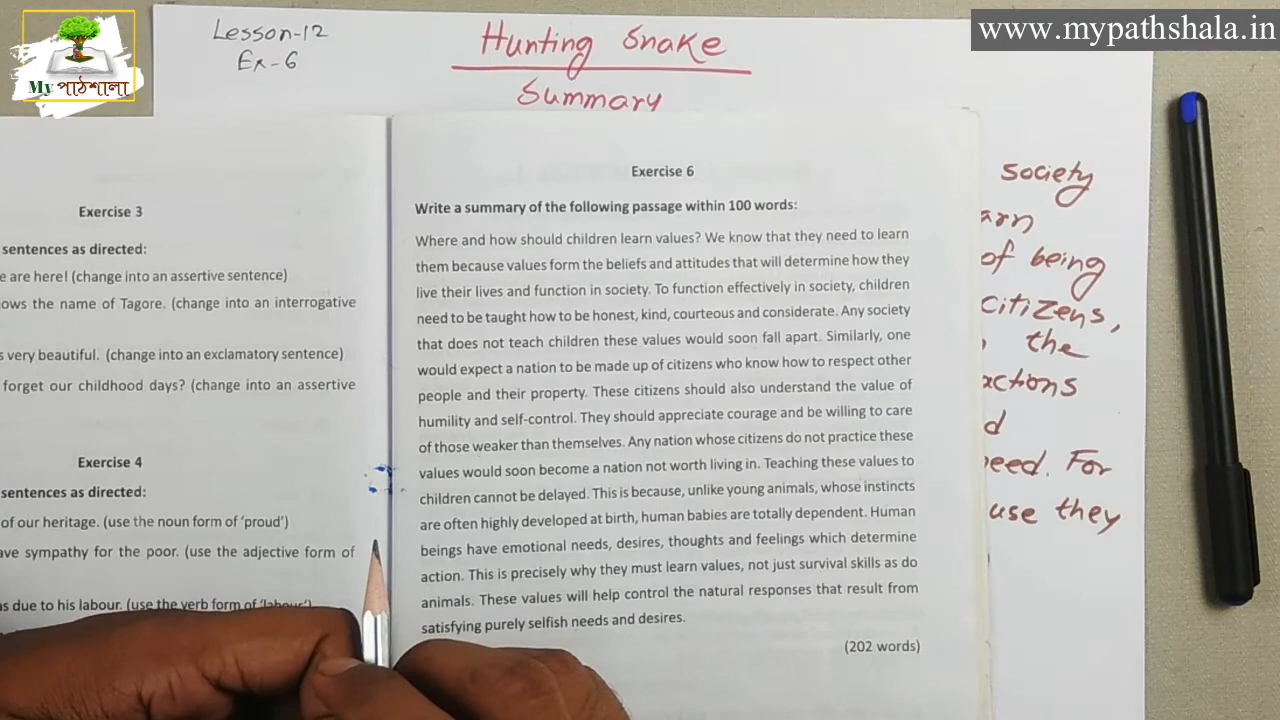 www.mypathshala.in
My পাঠশালা
Lesson-12
Ex-6
Hunting Snake
Summary
Exercise 3
sentences as directed:
e are here! (change into an assertive sentence)
ows the name of Tagore. (change into an interrogative
s very beautiful. (change into an exclamatory sentence)
forget our childhood days? (change into an assertive
Exercise 4
sentences as directed:
of our heritage. (use the noun form of 'proud')
ave sympathy for the poor. (use the adjective form of
as due to his labour. (use the verb form of 'labour')
Exercise 6
Write a summary of the following passage within 100 words:
Where and how should children learn values? We know that they need to learn
them because values form the beliefs and attitudes that will determine how they
live their lives and function in society. To function effectively in society, children
need to be taught how to be honest, kind, courteous and considerate. Any society
that does not teach children these values would soon fall apart. Similarly, one
would expect a nation to be made up of citizens who know how to respect other
people and their property. These citizens should also understand the value of
humility and self-control. They should appreciate courage and be willing to care
of those weaker than themselves. Any nation whose citizens do not practice these
values would soon become a nation not worth living in. Teaching these values to
children cannot be delayed. This is because, unlike young animals, whose instincts
are often highly developed at birth, human babies are totally dependent. Human
beings have emotional needs, desires, thoughts and feelings which determine
action. This is precisely why they must learn values, not just survival skills as do
animals. These values will help control the natural responses that result from
satisfying purely selfish needs and desires.
(202 words)
society
arn
of being
citizens,
the
actions
d
need. For
use they